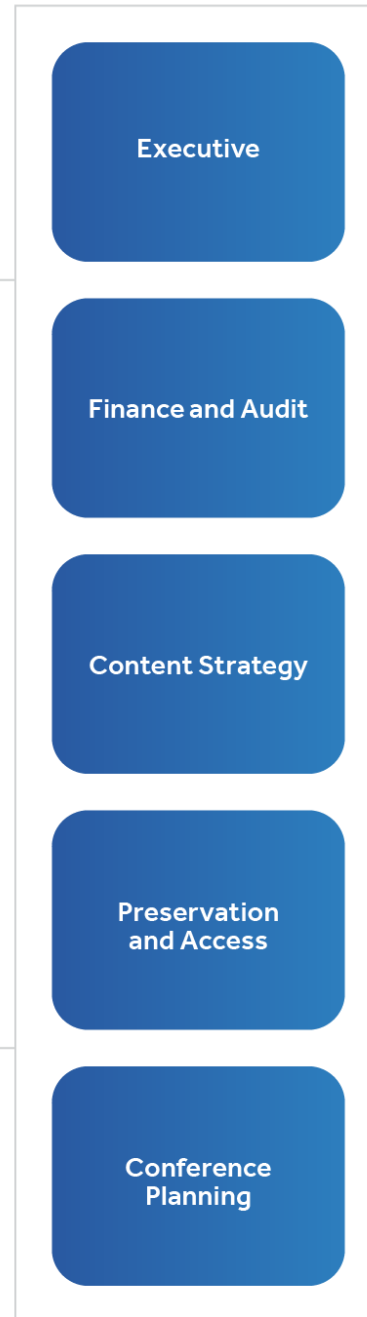 Executive
Finance and Audit
Content Strategy
Preservation
and Access
Conference
Planning